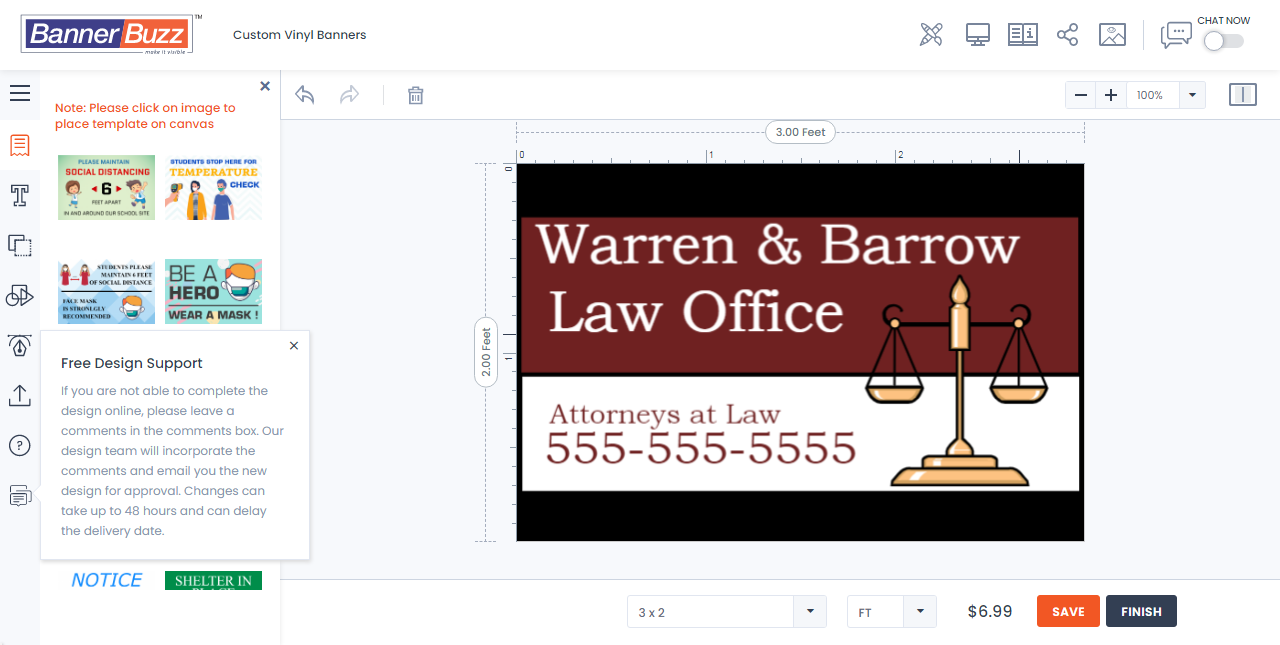 BannerBuzz™
make it visible
Custom Vinyl Banners
CHAT NOW
Note: Please click on image to
place template on canvas
100%
PLEASE MAINTAIN
SOCIAL DISTANCING
6
FEET APART
IN AND AROUND OUR SCHOOL SITE
STUDENTS STOP HERE FOR
TEMPERATURE
CHECK
STUDENTS PLEASE
MAINTAIN 6 FEET
OF SOCIAL DISTANCE
FACE MASK
IS STRONLGLY
RECOMMENDED
BE A
HERO
WEAR A MASK !
Free Design Support
If you are not able to complete the
design online, please leave a
comments in the comments box. Our
design team will incorporate the
comments and email you the new
design for approval. Changes can
take up to 48 hours and can delay
the delivery date.
NOTICE
SHELTER IN
PLACE
3.00 Feet
0 1 2
0
1
2.00 Feet
Warren & Barrow
Law Office
Attorneys at Law
555-555-5555
3 x 2
FT
$6.99
SAVE
FINISH